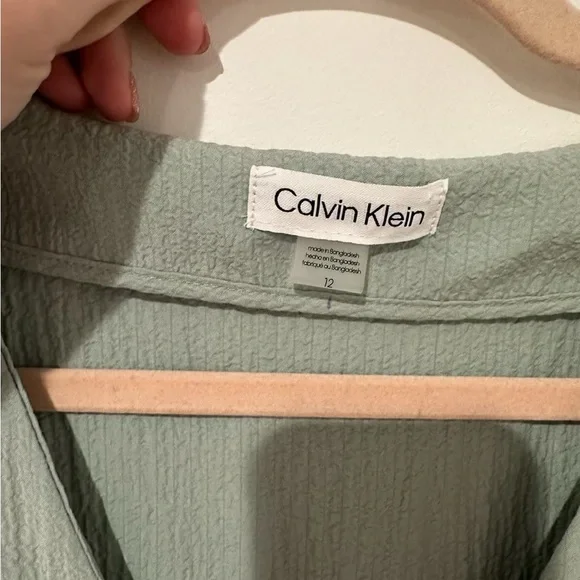 Calvin Klein
made in Bangladesh
hecho en Bangladesh
fabriqué au Bangladesh
12